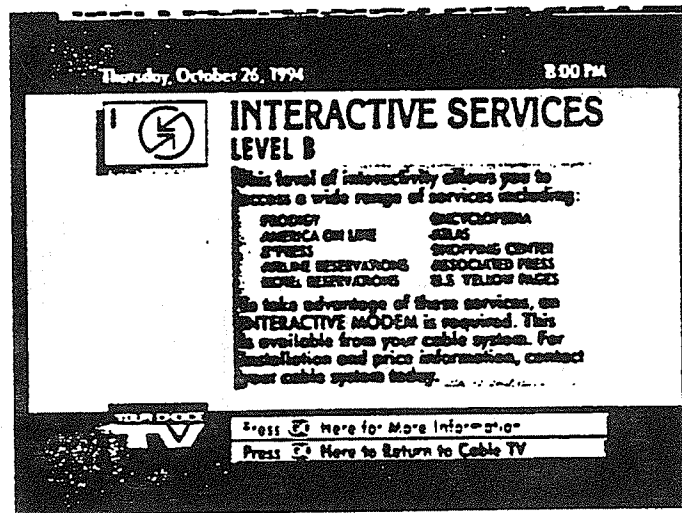 Thursday, October 26, 1994 8:00 PM
INTERACTIVE SERVICES
LEVEL B
This level of interactivity allows you to
access a wide range of services including:
PRODIGY ENCYCLOPEDIA
AMERICA ON LINE ATLAS
X*PRESS SHOPPING CENTER
AIRLINE RESERVATIONS ASSOCIATED PRESS
HOTEL RESERVATIONS U.S. YELLOW PAGES
To take advantage of these services, an
INTERACTIVE MODEM is required. This
is available from your cable system. For
installation and price information, contact
your cable system today.
YOUR CHOICE
TV
Press Here for More Information
Press Here to Return to Cable TV